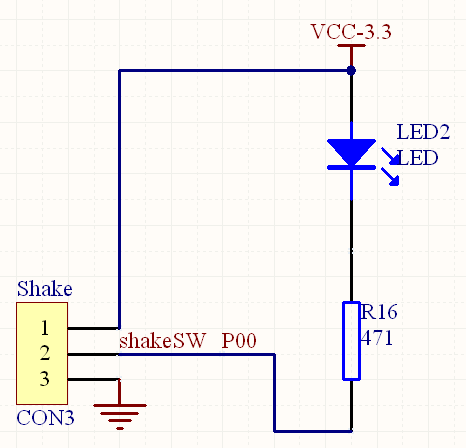 VCC-3.3
LED2
LED
Shake
R16
1
shakeSW P00
471
2
3
CON3